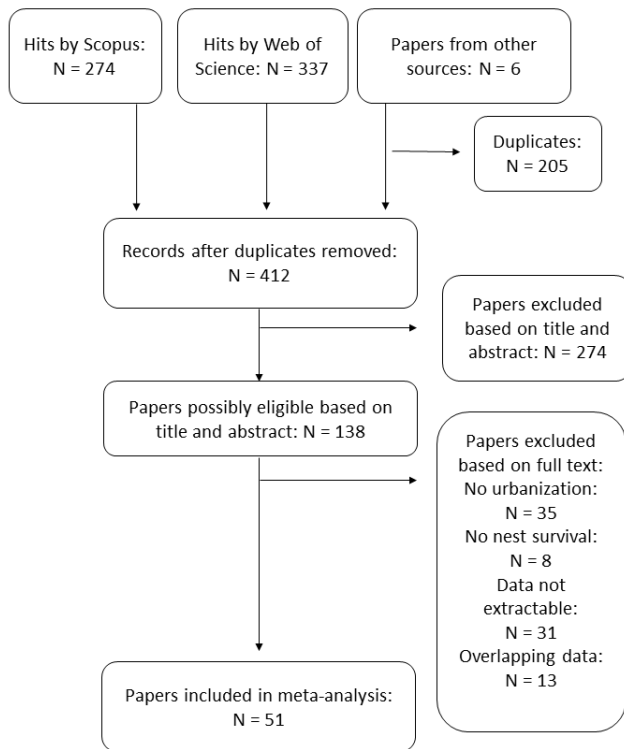 Hits by Scopus:
N = 274
Hits by Web of
Science: N = 337
Papers from other
sources: N = 6
Duplicates:
N = 205
Records after duplicates removed:
N = 412
Papers excluded
based on title and
abstract: N = 274
Papers possibly eligible based on
title and abstract: N = 138
Papers excluded
based on full text:
No urbanization:
N = 35
No nest survival:
N = 8
Data not
extractable:
N = 31
Overlapping data:
N = 13
Papers included in meta-analysis:
N = 51